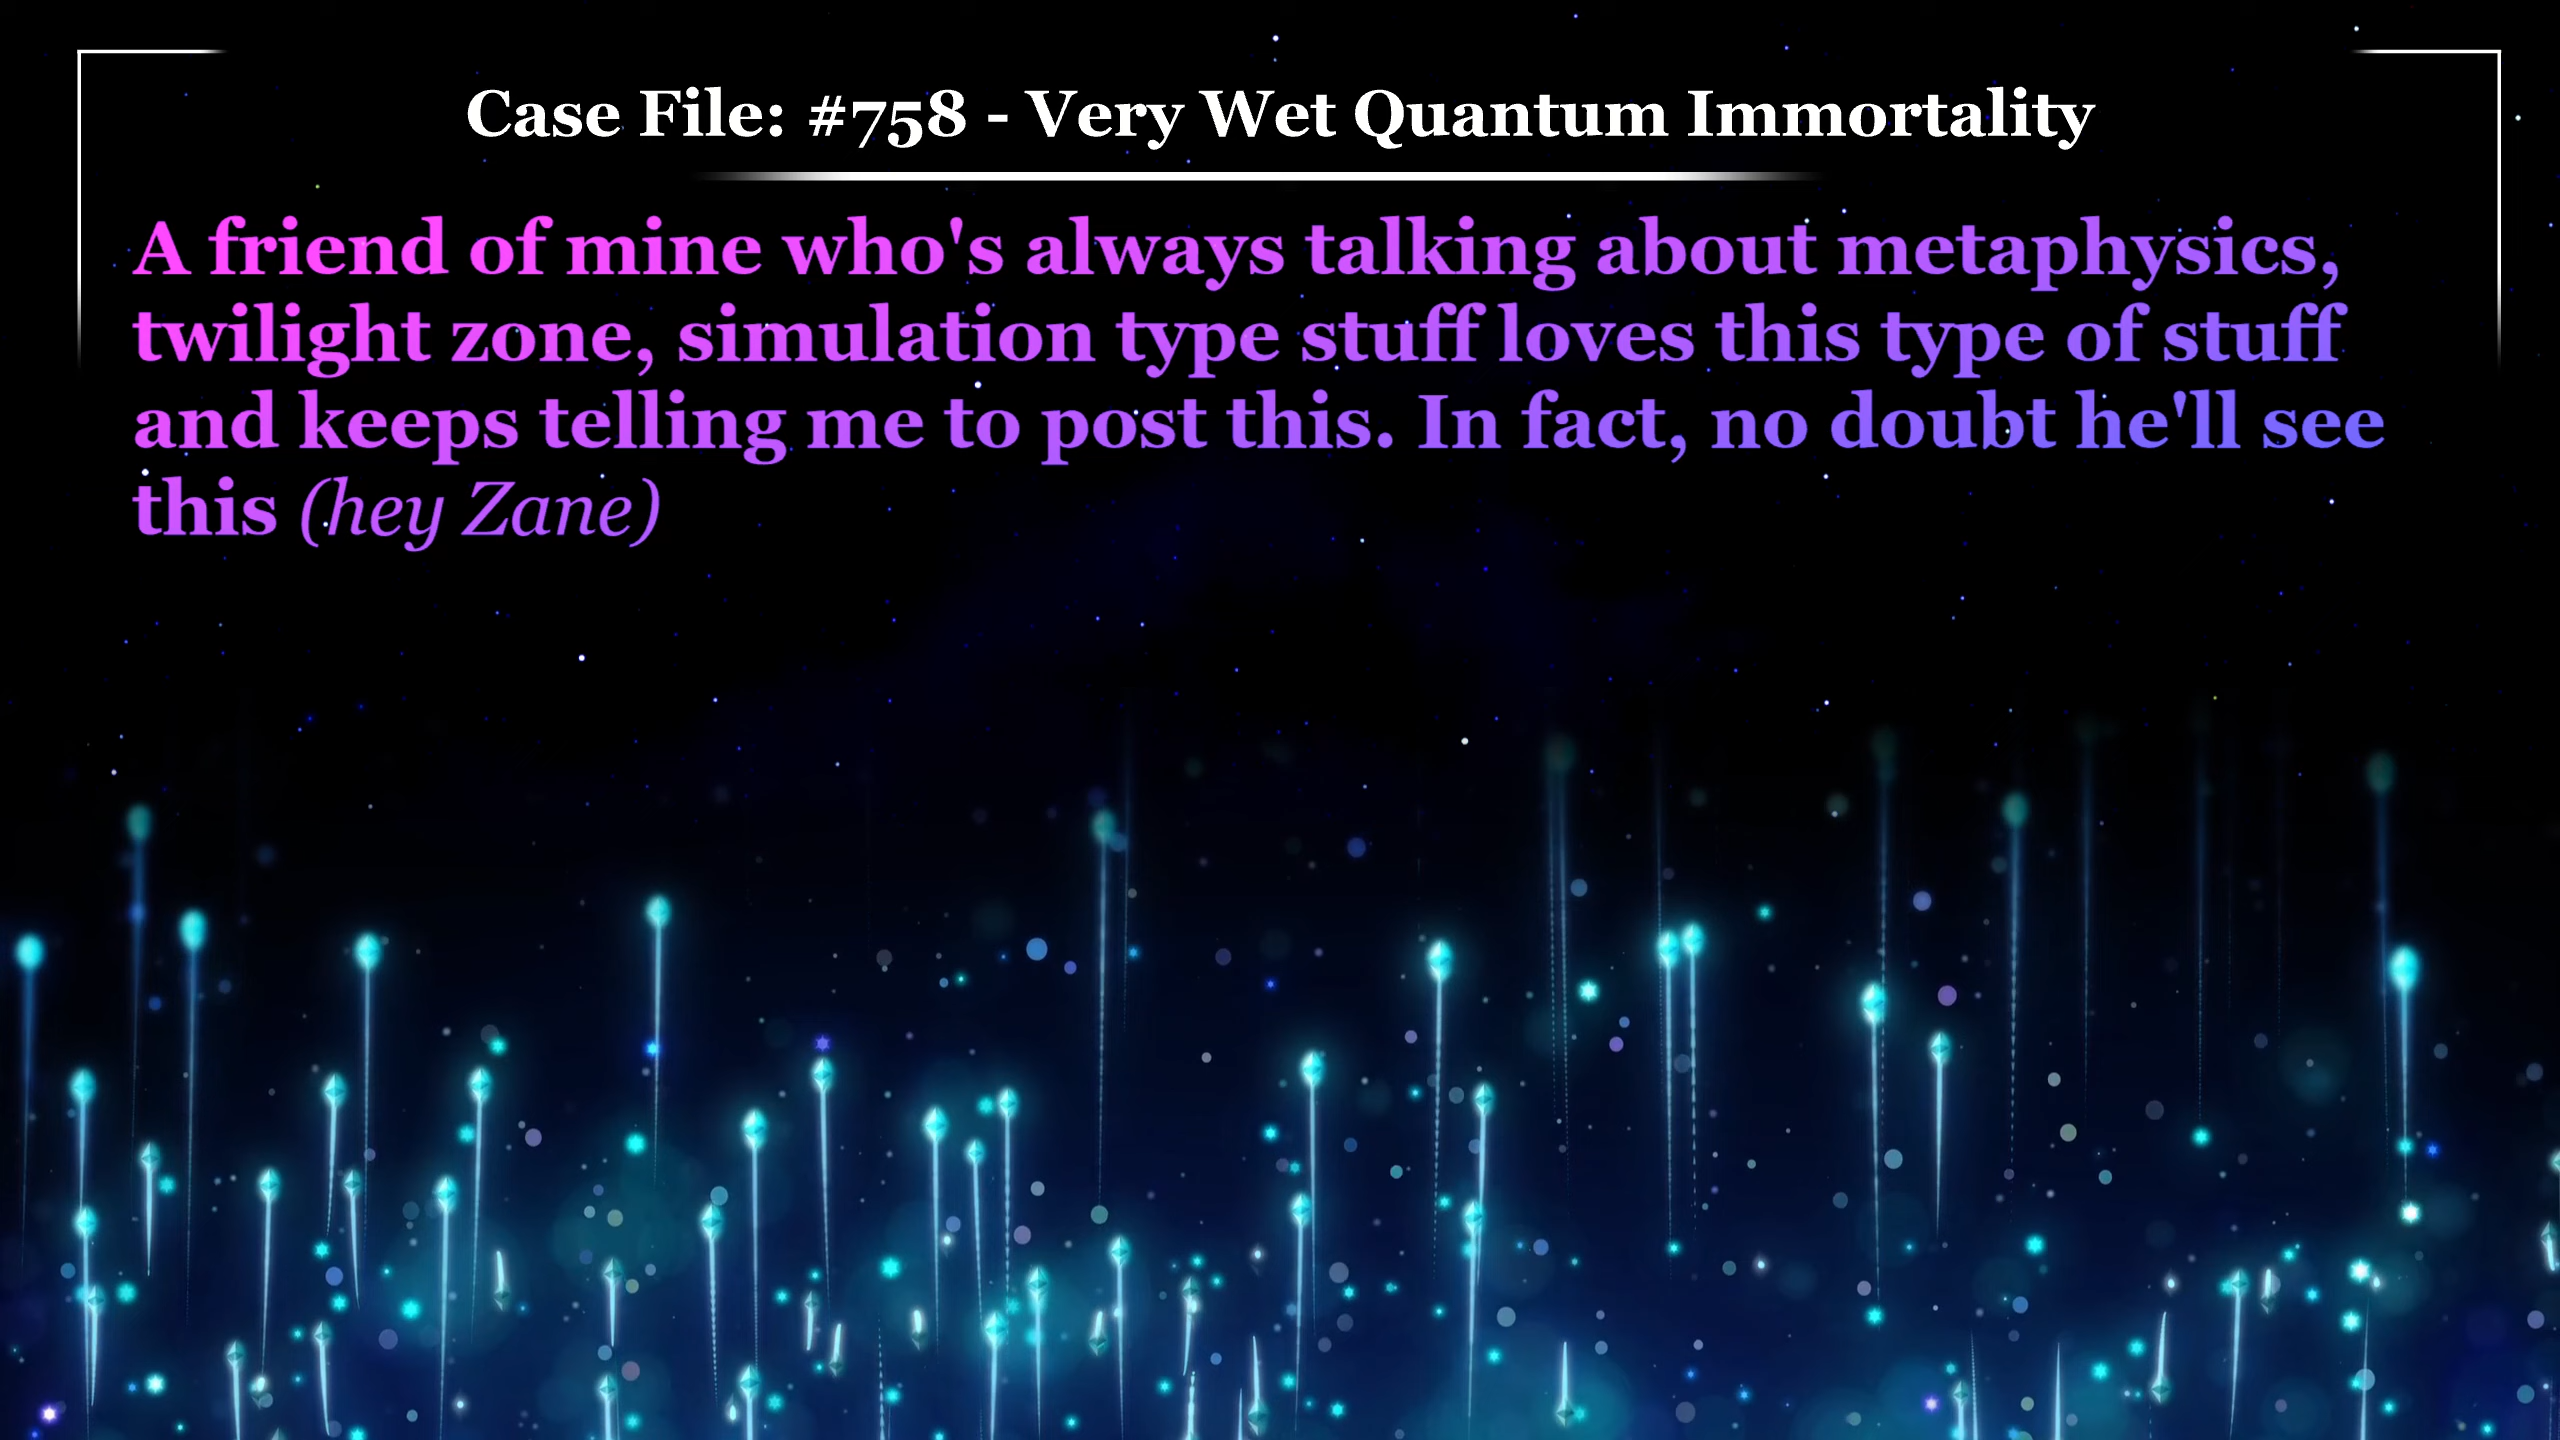 Case File: #758 - Very Wet Quantum Immortality
A friend of mine who's always talking about metaphysics,
twilight zone, simulation type stuff loves this type of stuff
and keeps telling me to post this. In fact, no doubt he'll see
this (hey Zane)